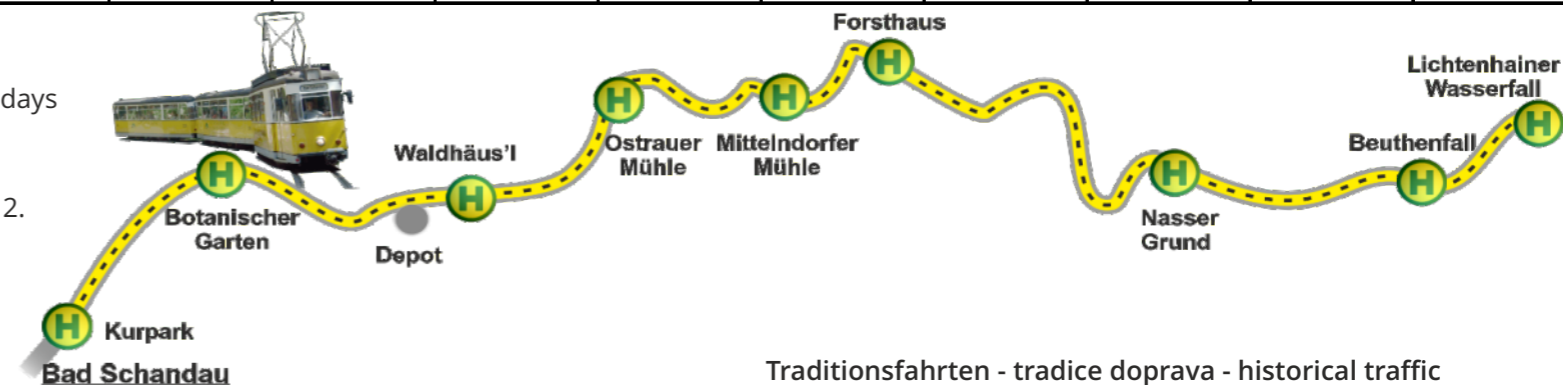 Forsthaus
Lichtenhainer
Wasserfall
days
H
H
H
H
Waldhäus'l
Ostrauer
Mühle
Mittelndorfer
Mühle
Beuthenfall
H
H
H
H
2.
Botanischer
Garten
Depot
Nasser
Grund
H
Kurpark
Bad Schandau
Traditionsfahrten - tradice doprava - historical traffic